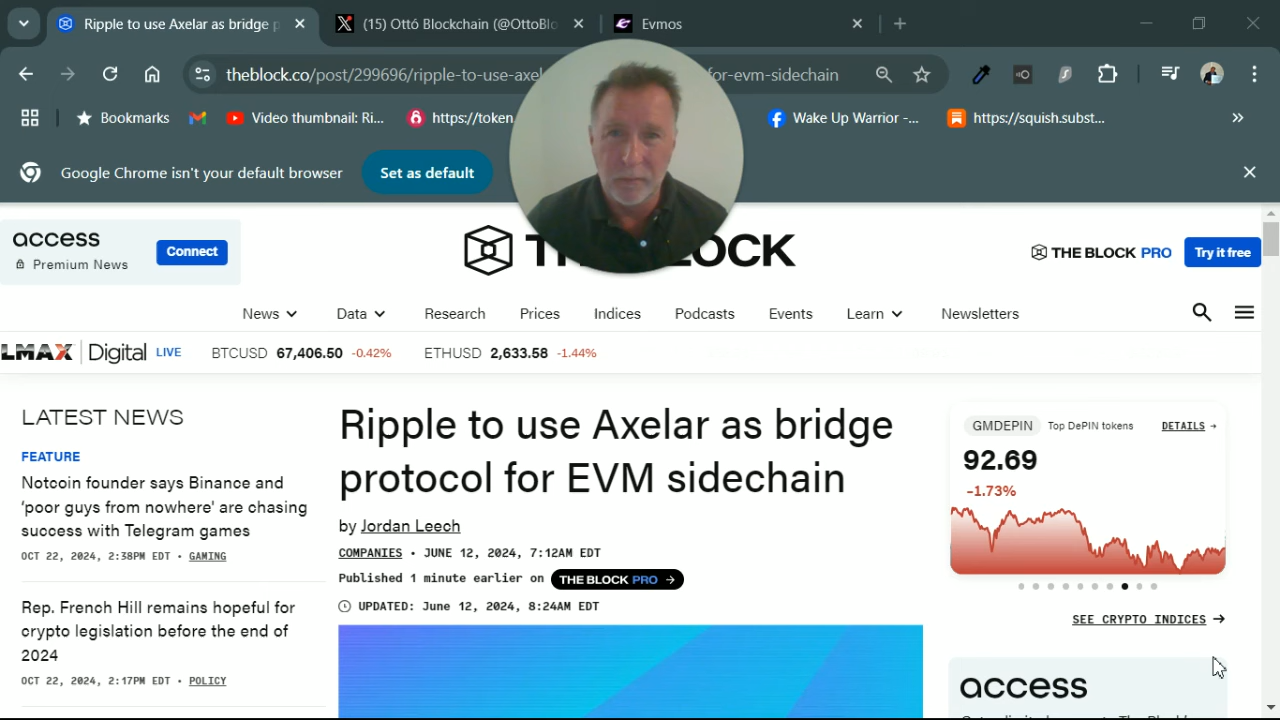 Ripple to use Axelar as bridge p
(15) Ottó Blockchain (@OttoBlo
Evmos
theblock.co/post/299696/ripple-to-use-axel
for-evm-sidechain
Bookmarks
Video thumbnail: Ri...
https://token.
Wake Up Warrior -...
https://squish.subst...
»
Google Chrome isn't your default browser
Set as default
access
Premium News
Connect
THE BLOCK PRO
Try it free
News
Data
Research
Prices
Indices
Podcasts
Events
Learn
Newsletters
LMAX Digital LIVE BTCUSD 67,406.50 -0.42% ETHUSD 2,633.58 -1.44%
LATEST NEWS
FEATURE
Notcoin founder says Binance and
‘poor guys from nowhere' are chasing
success with Telegram games
OCT 22, 2024, 2:38PM EDT • GAMING
Rep. French Hill remains hopeful for
crypto legislation before the end of
2024
OCT 22, 2024, 2:17PM EDT • POLICY
Ripple to use Axelar as bridge
protocol for EVM sidechain
by Jordan Leech
COMPANIES • JUNE 12, 2024, 7:12AM EDT
Published 1 minute earlier on THE BLOCK PRO →
UPDATED: June 12, 2024, 8:24AM EDT
GMDEPIN Top DePIN tokens DETAILS →
92.69
-1.73%
SEE CRYPTO INDICES →
access